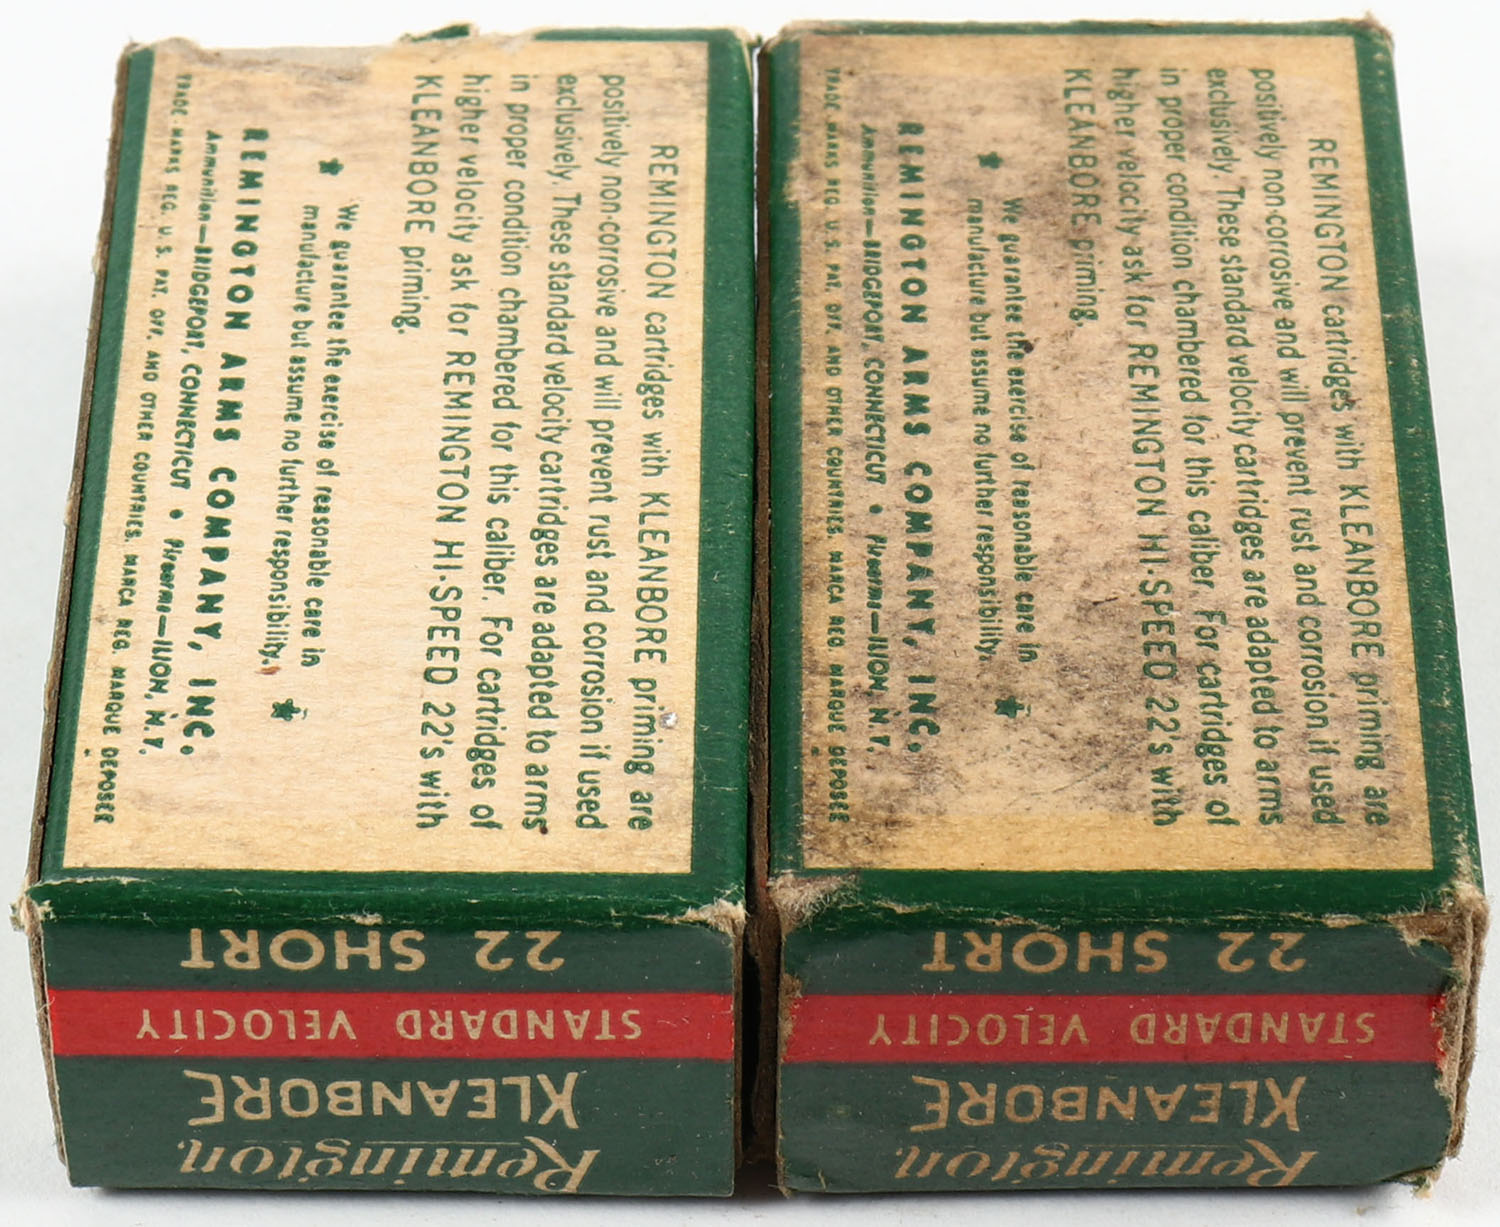 REMINGTON cartridges with KLEANBORE priming are
positively non-corrosive and will prevent rust and corrosion if used
exclusively. These standard velocity cartridges are adapted to arms
in proper condition chambered for this caliber. For cartridges of
higher velocity ask for REMINGTON HI-SPEED 22's with
KLEANBORE priming.
We guarantee the exercise of reasonable care in
manufacture but assume no further responsibility.
REMINGTON ARMS COMPANY, INC.
Ammunition—BRIDGEPORT, CONNECTICUT • Firearms—ILION, N.Y.
TRADE MARKS REG. U.S. PAT. OFF. AND OTHER COUNTRIES, MARCA REG. MARQUE DEPOSEE
22 SHORT
STANDARD VELOCITY
KLEANBORE
Remington.
REMINGTON cartridges with KLEANBORE priming are
positively non-corrosive and will prevent rust and corrosion if used
exclusively. These standard velocity cartridges are adapted to arms
in proper condition chambered for this caliber. For cartridges of
higher velocity ask for REMINGTON HI-SPEED 22's with
KLEANBORE priming.
We guarantee the exercise of reasonable care in
manufacture but assume no further responsibility.
REMINGTON ARMS COMPANY, INC.
Ammunition—BRIDGEPORT, CONNECTICUT • Firearms—ILION, N.Y.
TRADE MARKS REG. U.S. PAT. OFF. AND OTHER COUNTRIES, MARCA REG. MARQUE DEPOSEE
22 SHORT
STANDARD VELOCITY
KLEANBORE
Remington.